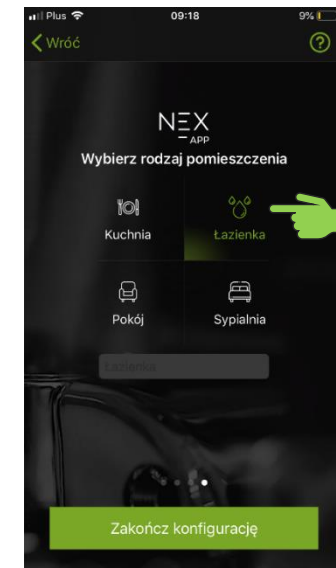 Plus 09:18 9%
Wróć ?
NEX
APP
Wybierz rodzaj pomieszczenia
Kuchnia Łazienka
Pokój Sypialnia
Łazienka
Zakończ konfigurację